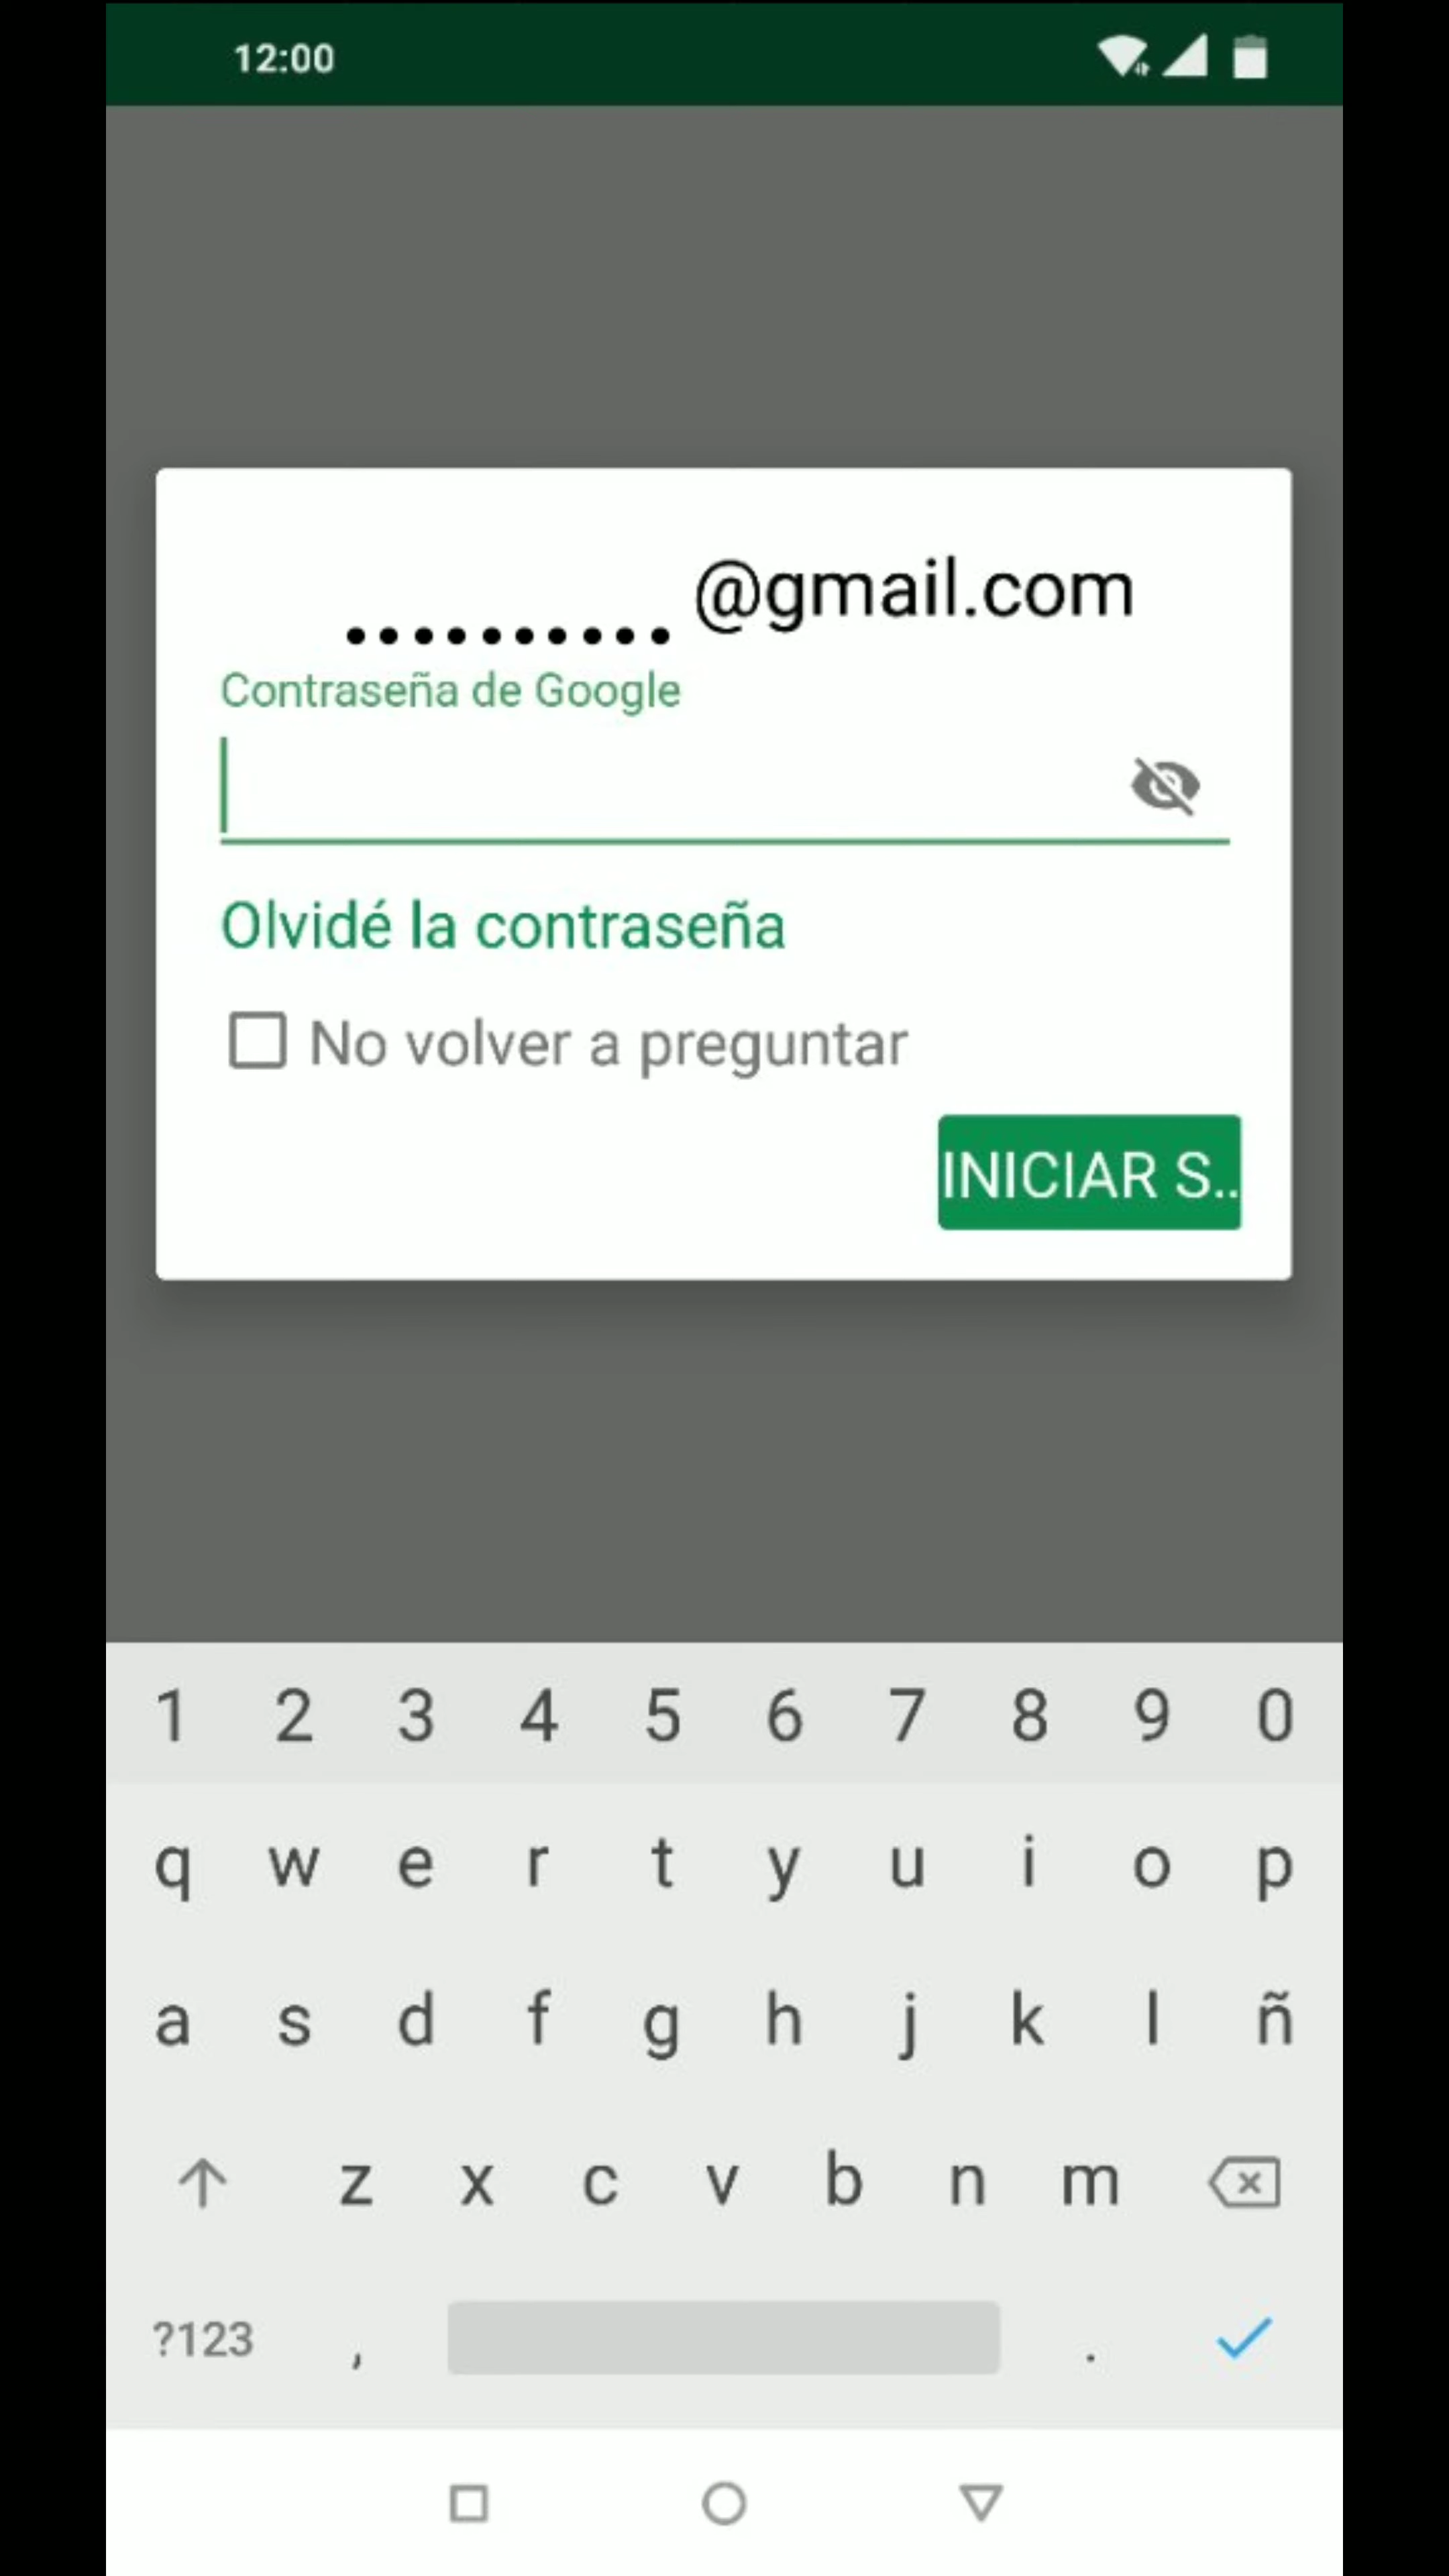 12:00
.......... @gmail.com
Contraseña de Google
Olvidé la contraseña
No volver a preguntar
INICIAR S..
1 2 3 4 5 6 7 8 9 0
q w e r t y u i o p
a s d f g h j k l ñ
z x c v b n m
?123 , .